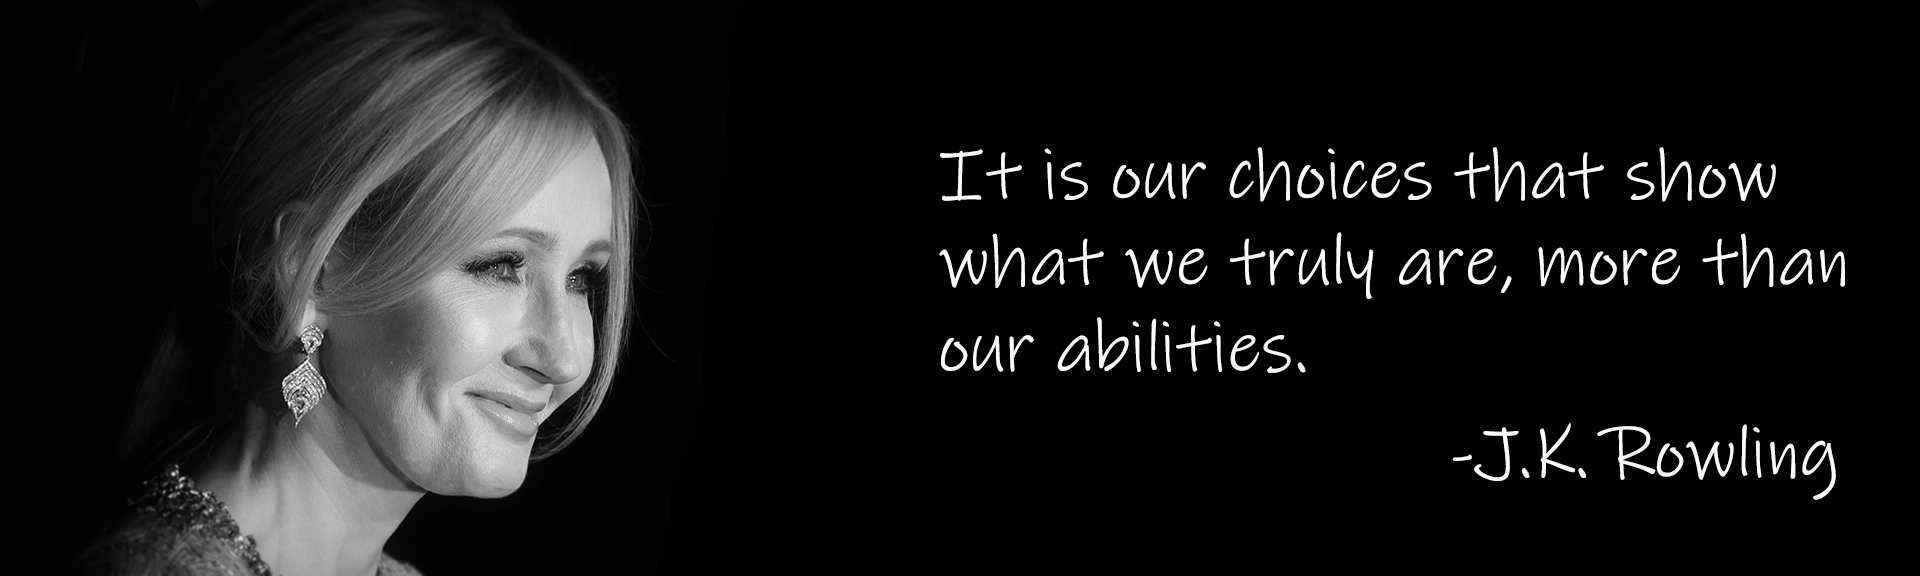 It is our choices that show
what we truly are, more than
our abilities.
-J.K. Rowling